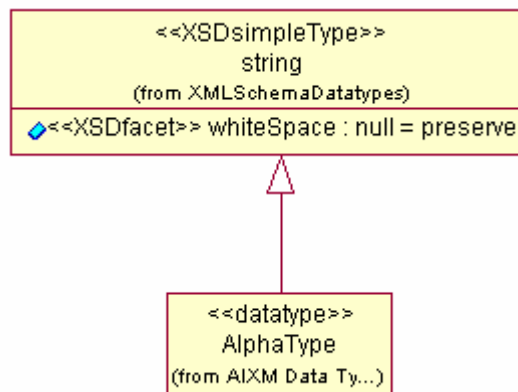 <<XSDsimpleType>>
string
(from XMLSchemaDatatypes)
<<XSDfacet>> whiteSpace : null = preserve
<<datatype>>
AlphaType
(from AIXM Data Ty...)